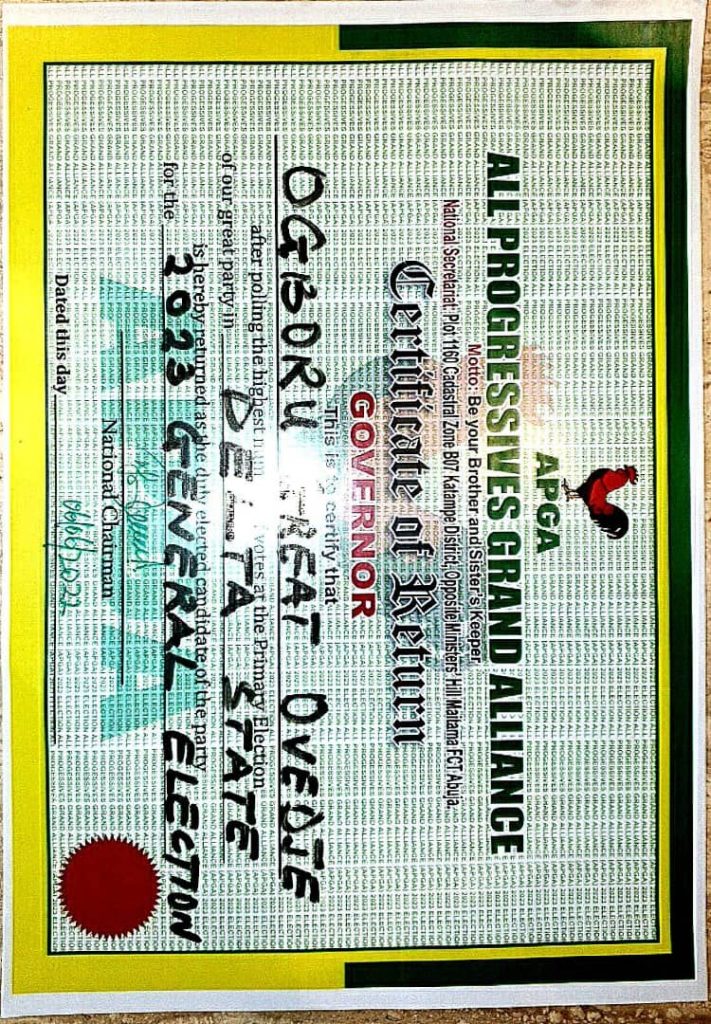 APGA
ALL PROGRESSIVES GRAND ALLIANCE
Motto: Be your Brother and Sister's Keeper
National Secretariat: Plot 1160, Cadastral Zone B07 Katampe District, Opposite Ministers' Hill Maitama FCT Abuja.
Certificate of Return
GOVERNOR
This is to certify that
OGBORU GREAT OVEDJE
after polling the highest votes at the Primary Election
of our great party in DELTA STATE
is hereby returned as the duly elected candidate of the party
for the 2023 GENERAL ELECTION
National Chairman
Dated this day